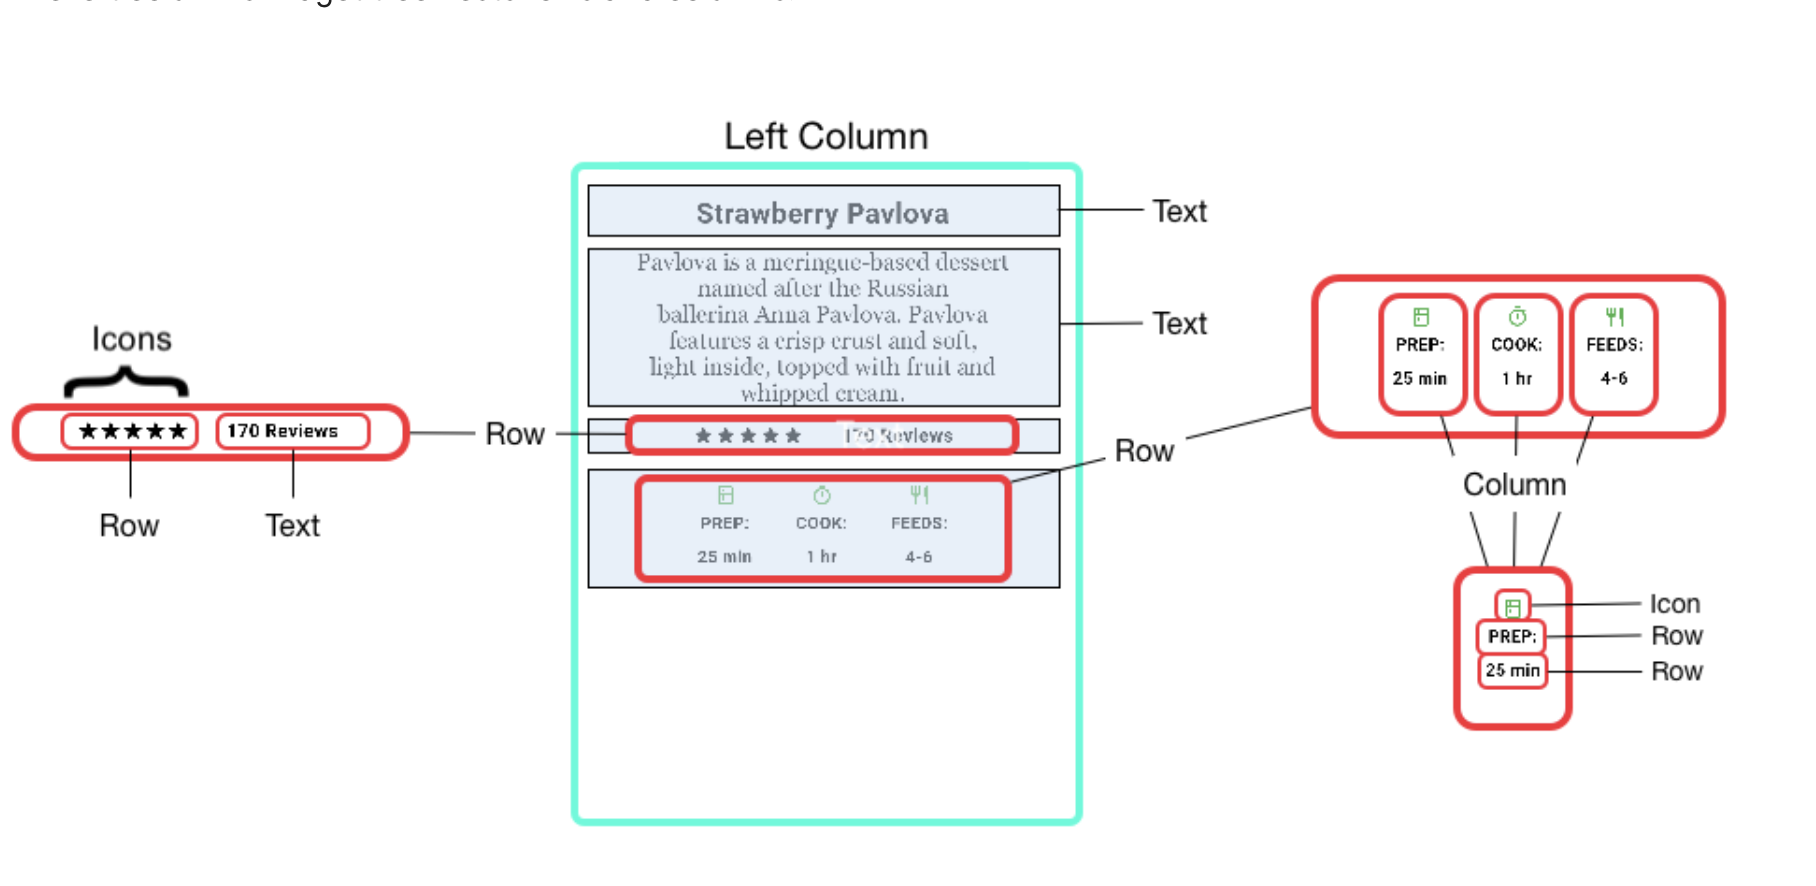 Left Column
Strawberry Pavlova
Text
Pavlova is a meringue-based dessert
named after the Russian
ballerina Anna Pavlova. Pavlova
features a crisp crust and soft,
light inside, topped with fruit and
whipped cream.
Text
Icons
★★★★★ 170 Reviews
Row
Text
Row
★★★★★ 170 Reviews
Text
Row
PREP: COOK: FEEDS:
25 min 1 hr 4-6
PREP: COOK: FEEDS:
25 min 1 hr 4-6
Column
Icon
PREP: Row
25 min Row